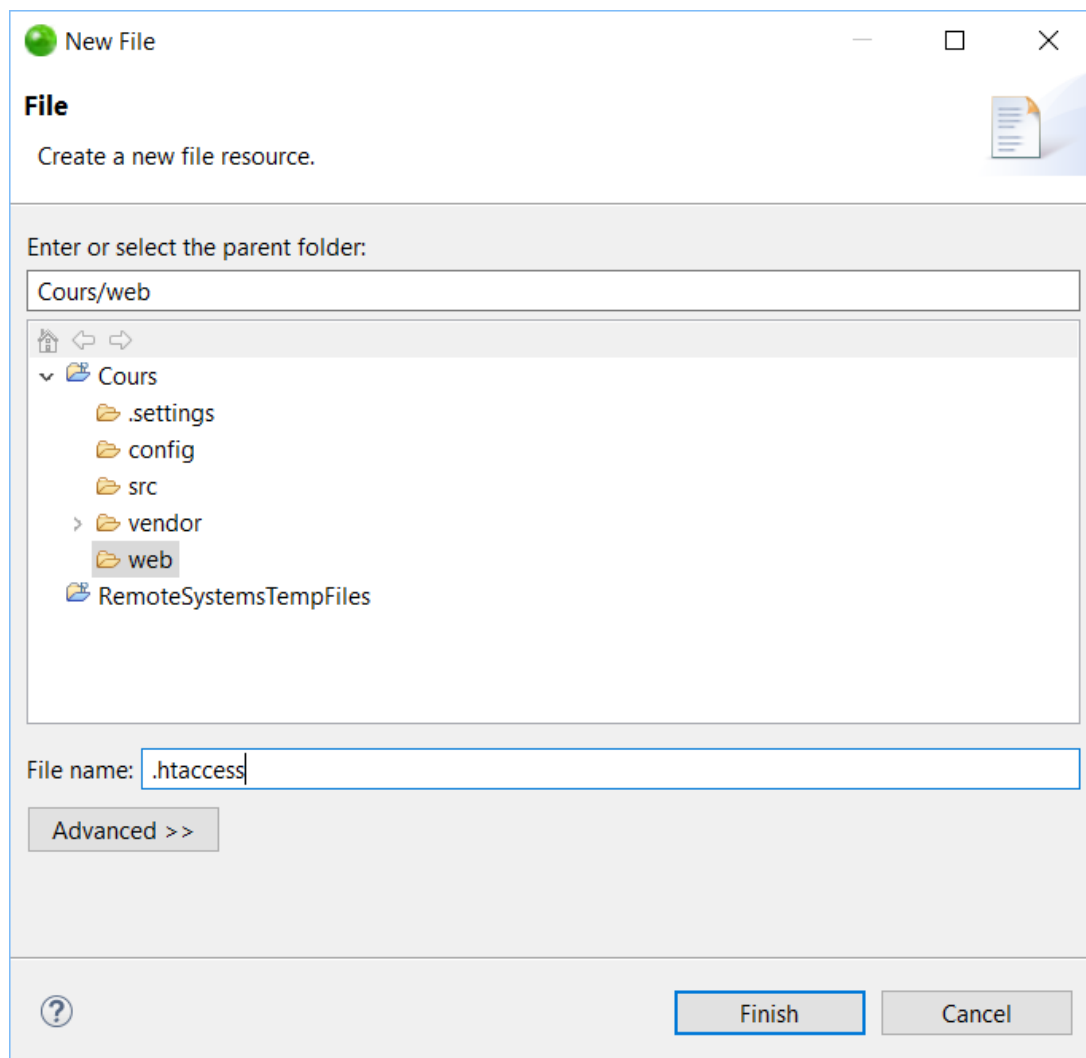 New File
File
Create a new file resource.
Enter or select the parent folder:
Cours/web
Cours
.settings
config
src
vendor
web
RemoteSystemsTempFiles
File name: .htaccess
Advanced >>
Finish Cancel